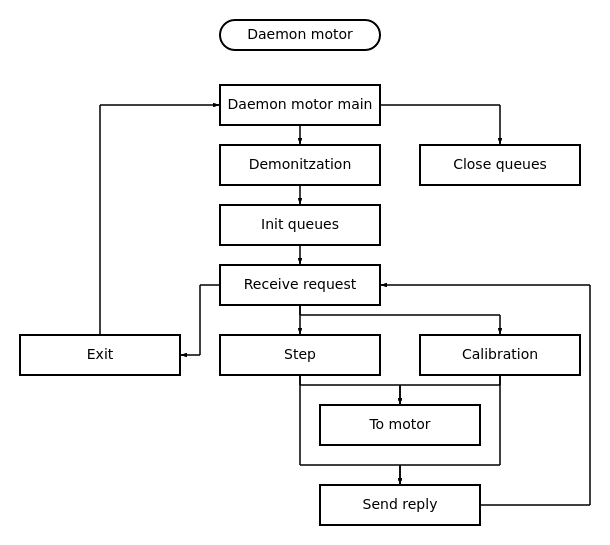 Daemon motor
Daemon motor main
Demonitzation
Close queues
Init queues
Receive request
Exit
Step
Calibration
To motor
Send reply